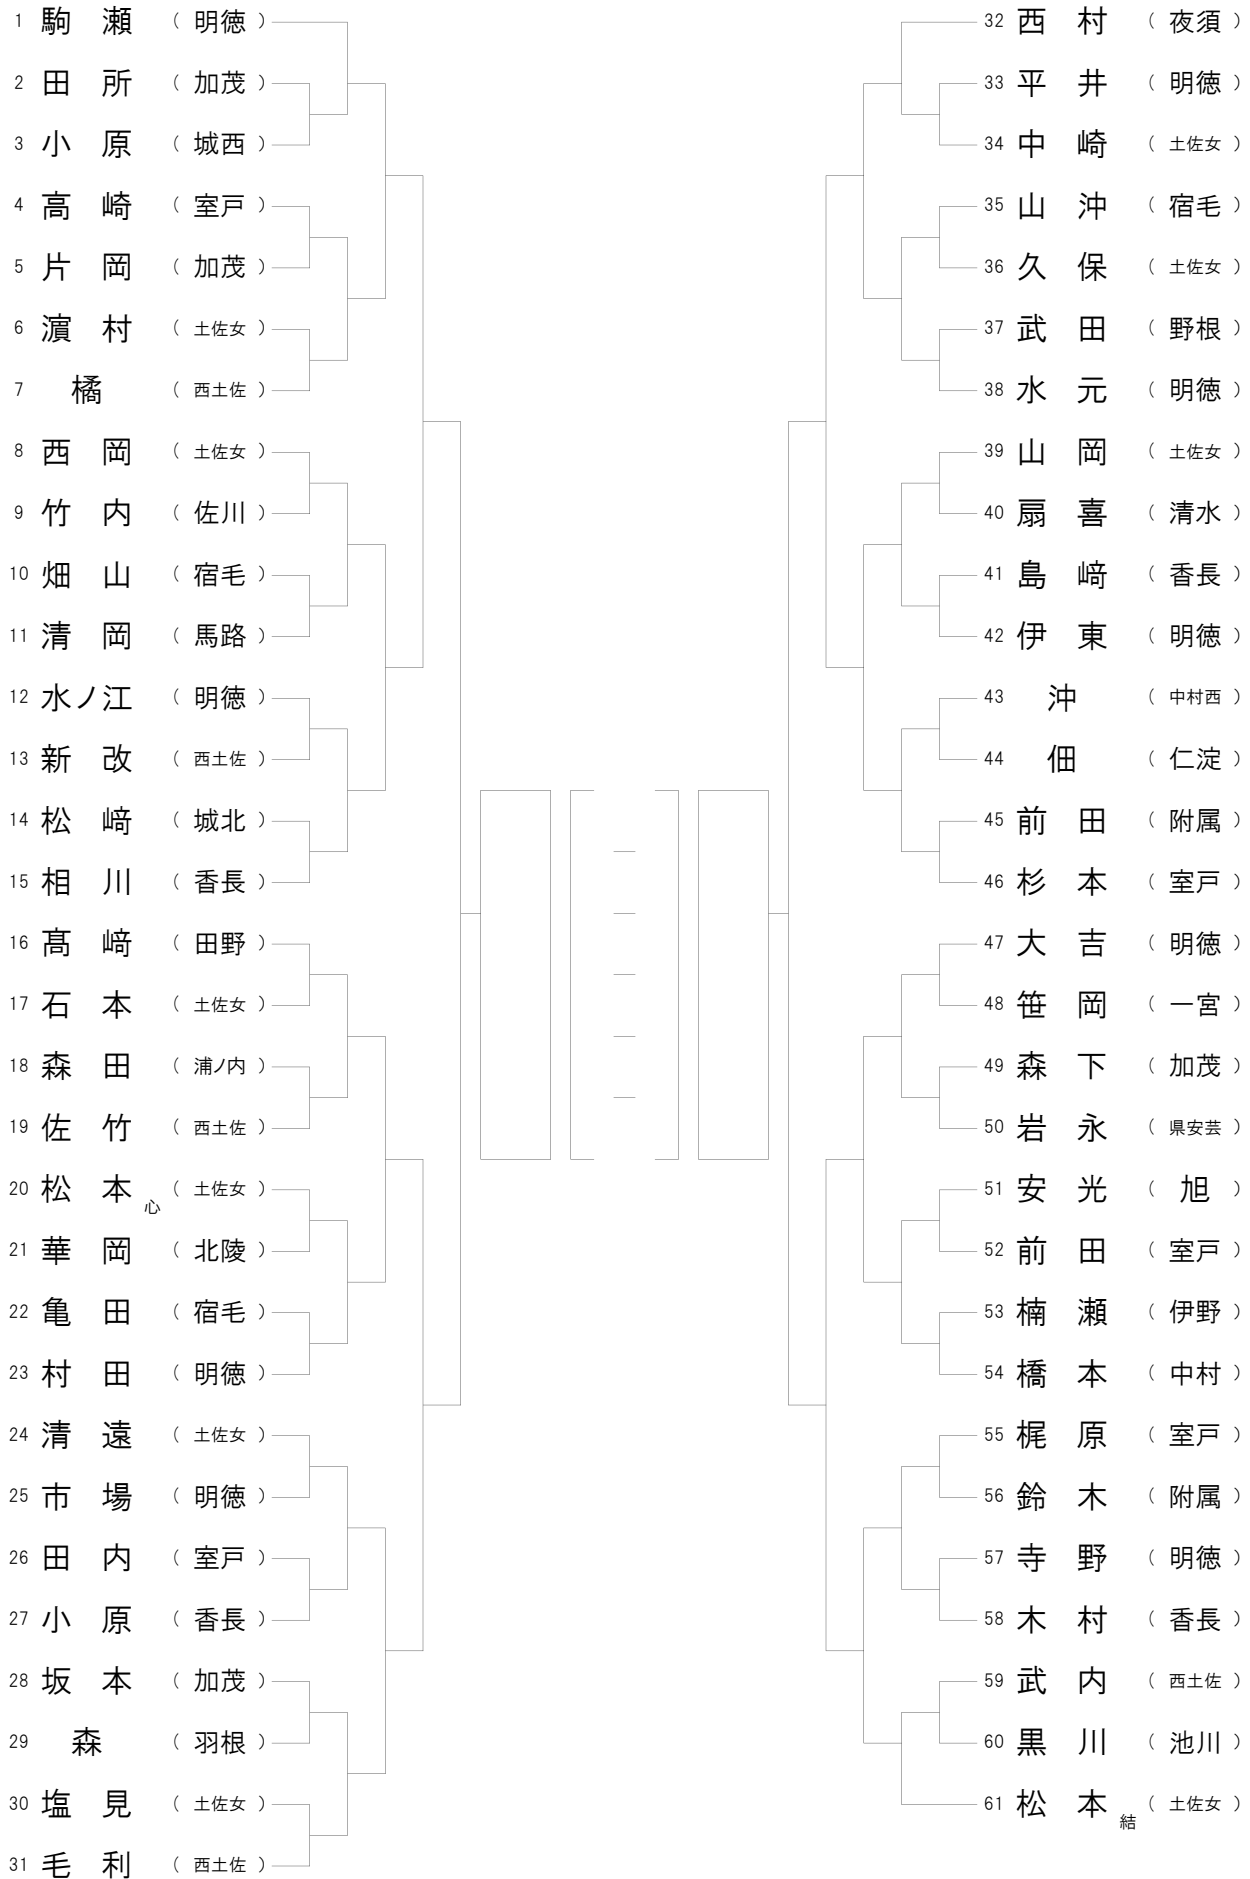 1 駒瀬 （ 明徳 ）
2 田所 （ 加茂 ）
3 小原 （ 城西 ）
4 高崎 （ 室戸 ）
5 片岡 （ 加茂 ）
6 濵村 （ 土佐女 ）
7 橘 （ 西土佐 ）
8 西岡 （ 土佐女 ）
9 竹内 （ 佐川 ）
10 畑山 （ 宿毛 ）
11 清岡 （ 馬路 ）
12 水ノ江 （ 明徳 ）
13 新改 （ 西土佐 ）
14 松﨑 （ 城北 ）
15 相川 （ 香長 ）
16 髙﨑 （ 田野 ）
17 石本 （ 土佐女 ）
18 森田 （ 浦ノ内 ）
19 佐竹 （ 西土佐 ）
20 松本心 （ 土佐女 ）
21 華岡 （ 北陵 ）
22 亀田 （ 宿毛 ）
23 村田 （ 明徳 ）
24 清遠 （ 土佐女 ）
25 市場 （ 明徳 ）
26 田内 （ 室戸 ）
27 小原 （ 香長 ）
28 坂本 （ 加茂 ）
29 森 （ 羽根 ）
30 塩見 （ 土佐女 ）
31 毛利 （ 西土佐 ）
32 西村 （ 夜須 ）
33 平井 （ 明徳 ）
34 中崎 （ 土佐女 ）
35 山沖 （ 宿毛 ）
36 久保 （ 土佐女 ）
37 武田 （ 野根 ）
38 水元 （ 明徳 ）
39 山岡 （ 土佐女 ）
40 扇喜 （ 清水 ）
41 島﨑 （ 香長 ）
42 伊東 （ 明徳 ）
43 沖 （ 中村西 ）
44 佃 （ 仁淀 ）
45 前田 （ 附属 ）
46 杉本 （ 室戸 ）
47 大吉 （ 明徳 ）
48 笹岡 （ 一宮 ）
49 森下 （ 加茂 ）
50 岩永 （ 県安芸 ）
51 安光 （ 旭 ）
52 前田 （ 室戸 ）
53 楠瀬 （ 伊野 ）
54 橋本 （ 中村 ）
55 梶原 （ 室戸 ）
56 鈴木 （ 附属 ）
57 寺野 （ 明徳 ）
58 木村 （ 香長 ）
59 武内 （ 西土佐 ）
60 黒川 （ 池川 ）
61 松本結 （ 土佐女 ）